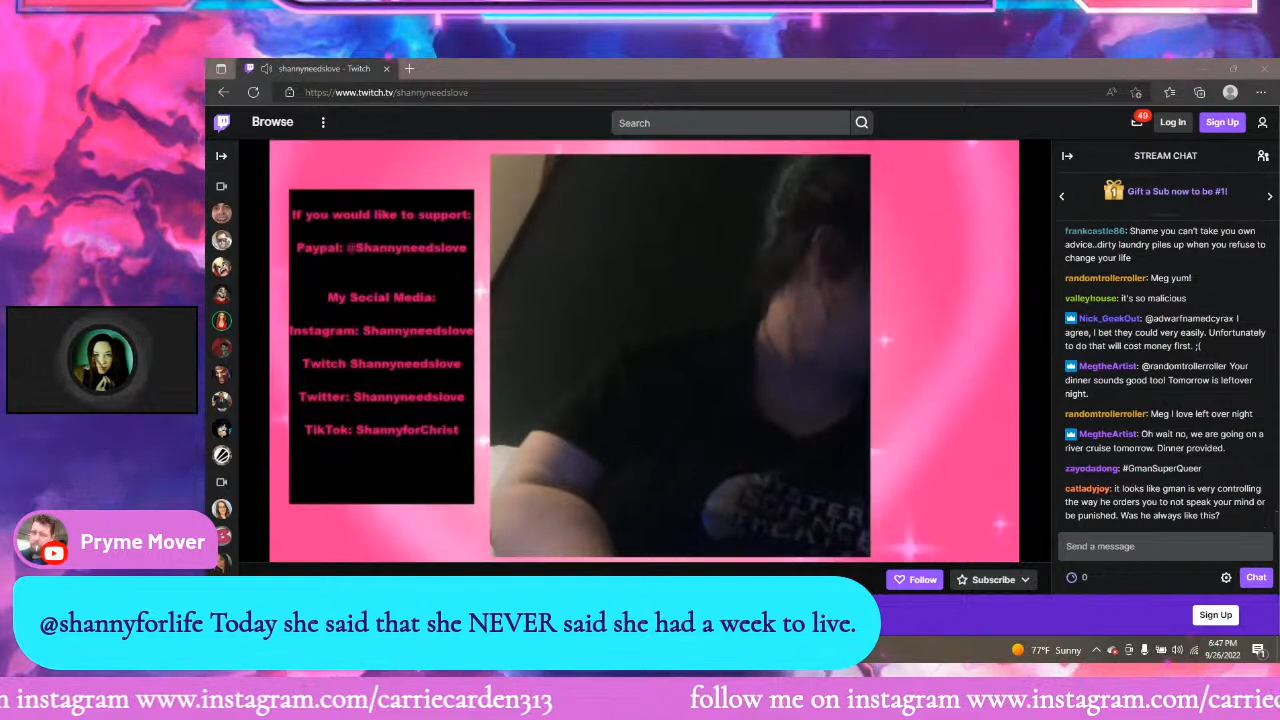 shannyneedslove - Twitch
https://www.twitch.tv/shannyneedslove
Browse
Search
49
Log In
Sign Up
If you would like to support:
Paypal: @Shannyneedslove
My Social Media:
Instagram: Shannyneedslove
Twitch Shannyneedslove
Twitter: Shannyneedslove
TikTok: ShannyforChrist
STREAM CHAT
1
Gift a Sub now to be #1!
frankcastle86: Shame you can't take you own
advice..dirty laundry piles up when you refuse to
change your life
randomtrollerroller: Meg yum!
valleyhouse: it's so malicious
Nick_GeekOut: @adwarfnamedcyrax I
agree, I bet they could very easily. Unfortunately
to do that will cost money first. ;(
MegtheArtist: @randomtrollerroller Your
dinner sounds good too! Tomorrow is leftover
night.
randomtrollerroller: Meg I love left over night
MegtheArtist: Oh wait no, we are going on a
river cruise tomorrow. Dinner provided.
zayodadong: #GmanSuperQueer
catladyjoy: it looks like gman is very controlling
the way he orders you to not speak your mind or
be punished. Was he always like this?
Send a message
0
Chat
Follow
Subscribe
Sign Up
Pryme Mover
@shannyforlife Today she said that she NEVER said she had a week to live.
77°F Sunny
6:47 PM
9/26/2022
n instagram www.instagram.com/carriecarden313 follow me on instagram www.instagram.com/carriec